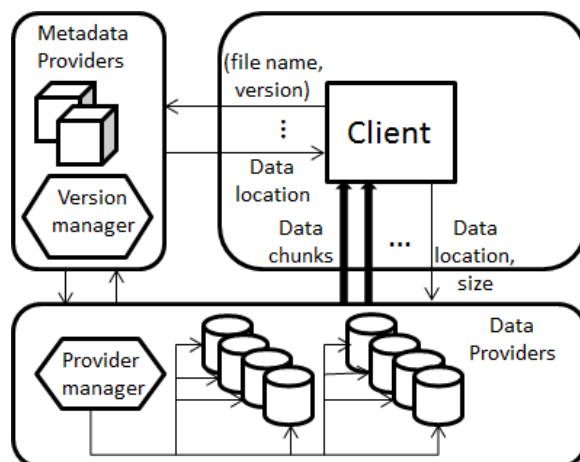 Metadata
Providers
Version
manager
(file name,
version)
...
Client
Data
location
Data
chunks
...
Data
location,
size
Provider
manager
Data
Providers